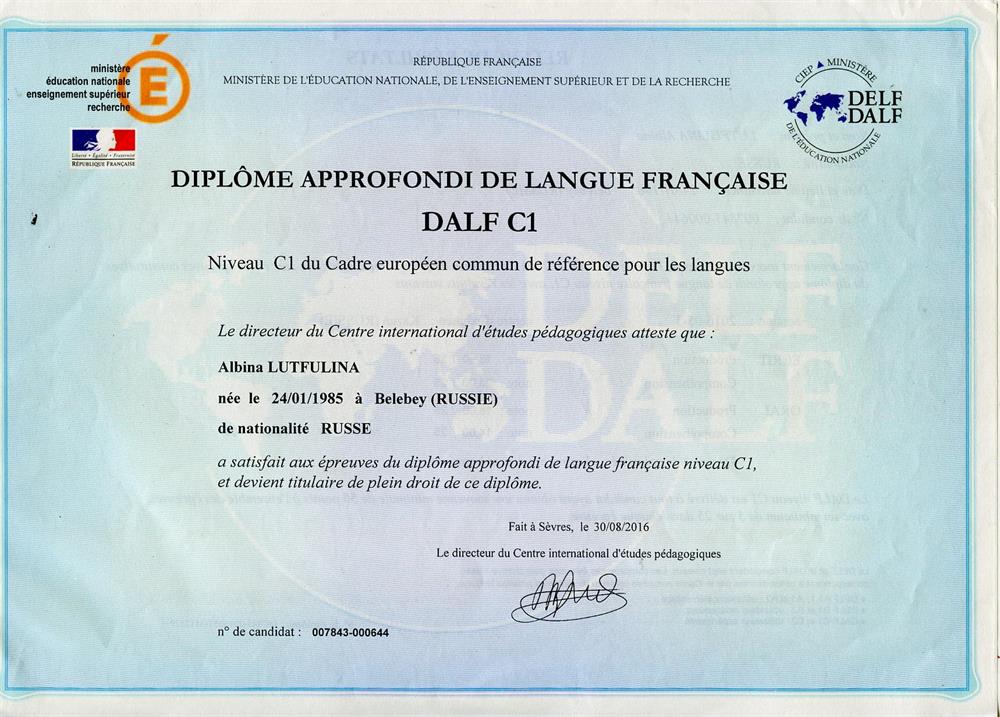 ministère
éducation nationale
enseignement supérieur
recherche
É
Liberté • Égalité • Fraternité
RÉPUBLIQUE FRANÇAISE
RÉPUBLIQUE FRANÇAISE
MINISTÈRE DE L'ÉDUCATION NATIONALE, DE L'ENSEIGNEMENT SUPÉRIEUR ET DE LA RECHERCHE
CIEP ▲ MINISTÈRE
DELF
DALF
DE L'ÉDUCATION NATIONALE
DIPLÔME APPROFONDI DE LANGUE FRANÇAISE
DALF C1
Niveau C1 du Cadre européen commun de référence pour les langues
DELF
DALF
Le directeur du Centre international d'études pédagogiques atteste que :
Albina LUTFULINA
née le 24/01/1985 à Belebey (RUSSIE)
de nationalité RUSSE
a satisfait aux épreuves du diplôme approfondi de langue française niveau C1,
et devient titulaire de plein droit de ce diplôme.
Fait à Sèvres, le 30/08/2016
Le directeur du Centre international d'études pédagogiques
n° de candidat : 007843-000644